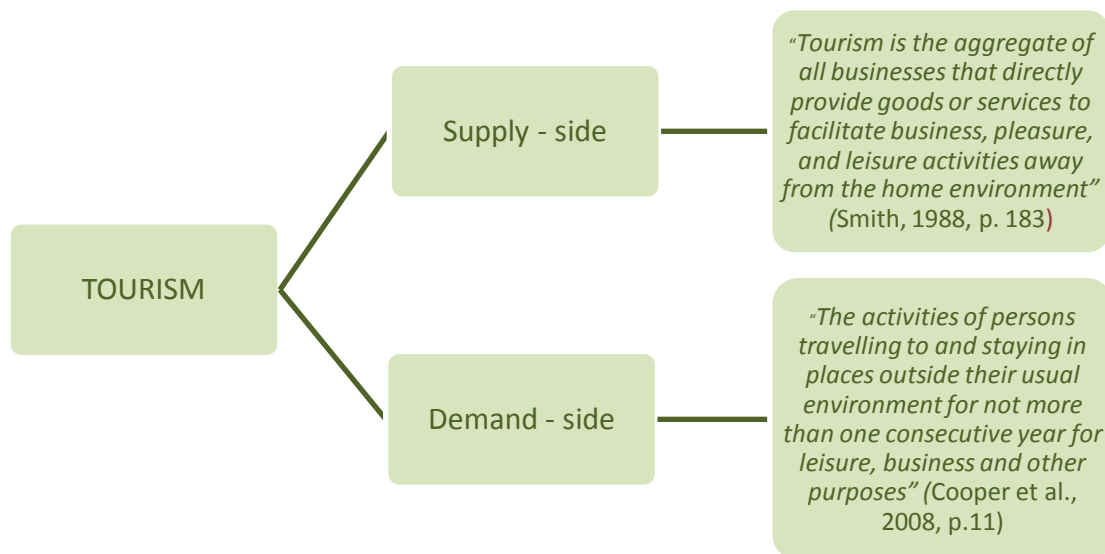 TOURISM
Supply - side
“Tourism is the aggregate of
all businesses that directly
provide goods or services to
facilitate business, pleasure,
and leisure activities away
from the home environment”
(Smith, 1988, p. 183)
Demand - side
“The activities of persons
travelling to and staying in
places outside their usual
environment for not more
than one consecutive year for
leisure, business and other
purposes” (Cooper et al.,
2008, p.11)